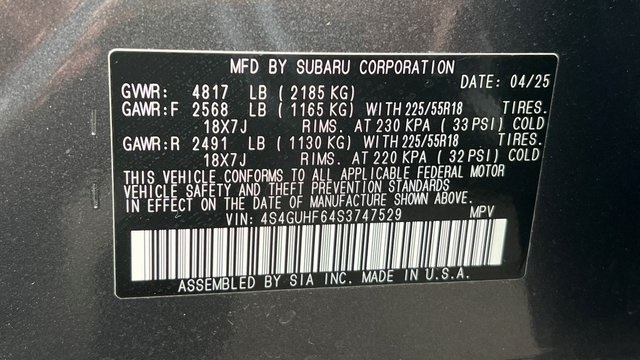 MFD BY SUBARU CORPORATION
DATE: 04/25
GVWR: 4817 LB ( 2185 KG)
GAWR:F 2568 LB ( 1165 KG) WITH 225/55R18 TIRES.
18X7J RIMS. AT 230 KPA ( 33 PSI) COLD
GAWR:R 2491 LB ( 1130 KG) WITH 225/55R18 TIRES.
18X7J RIMS. AT 220 KPA ( 32 PSI) COLD
THIS VEHICLE CONFORMS TO ALL APPLICABLE FEDERAL MOTOR
VEHICLE SAFETY AND THEFT PREVENTION STANDARDS
IN EFFECT ON THE DATE OF MANUFACTURE SHOWN ABOVE.
VIN: 4S4GUHF64S3747529 MPV
ASSEMBLED BY SIA INC. MADE IN U.S.A.